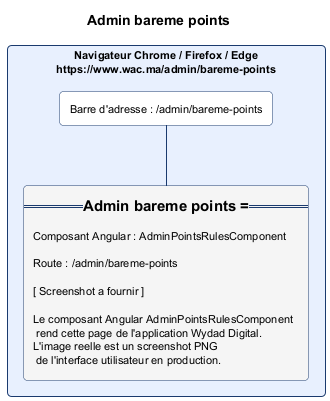 Admin bareme points
Navigateur Chrome / Firefox / Edge
https://www.wac.ma/admin/bareme-points
Barre d'adresse : /admin/bareme-points
Admin bareme points =
Composant Angular : AdminPointsRulesComponent
Route : /admin/bareme-points
[ Screenshot a fournir ]
Le composant Angular AdminPointsRulesComponent
rend cette page de l'application Wydad Digital.
L'image reelle est un screenshot PNG
de l'interface utilisateur en production.